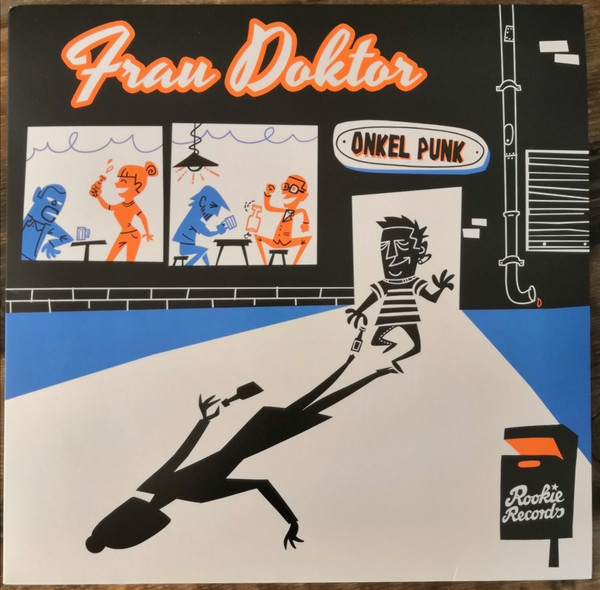 Frau Doktor
ONKEL PUNK
Rookie
Records